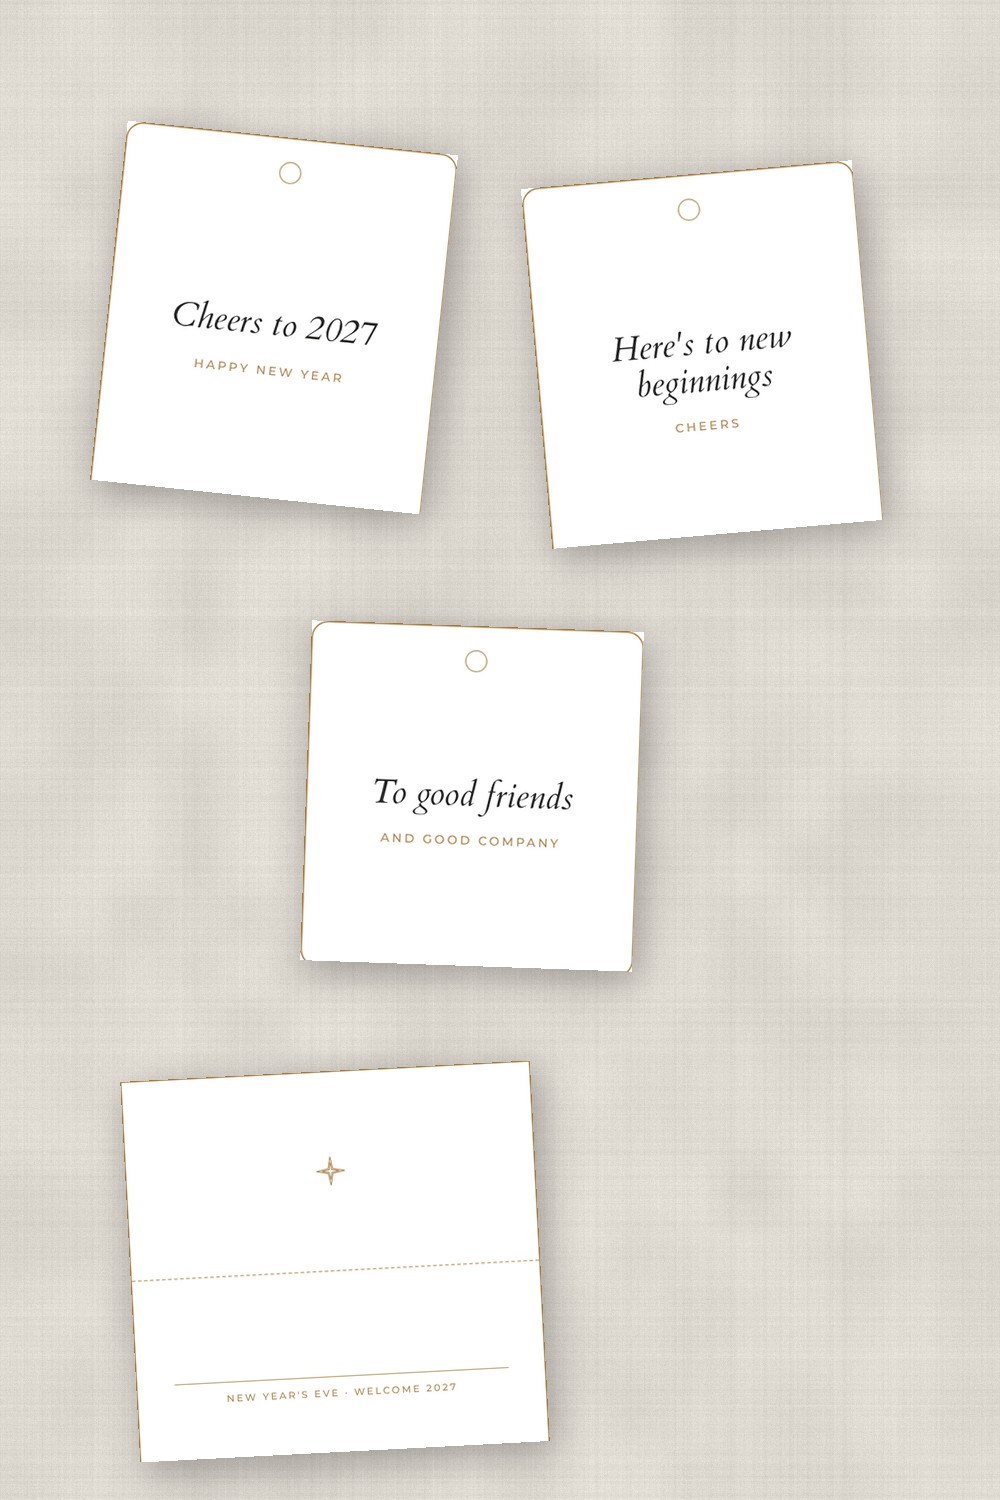 Cheers to 2027
HAPPY NEW YEAR
Here's to new
beginnings
CHEERS
To good friends
AND GOOD COMPANY
NEW YEAR'S EVE · WELCOME 2027